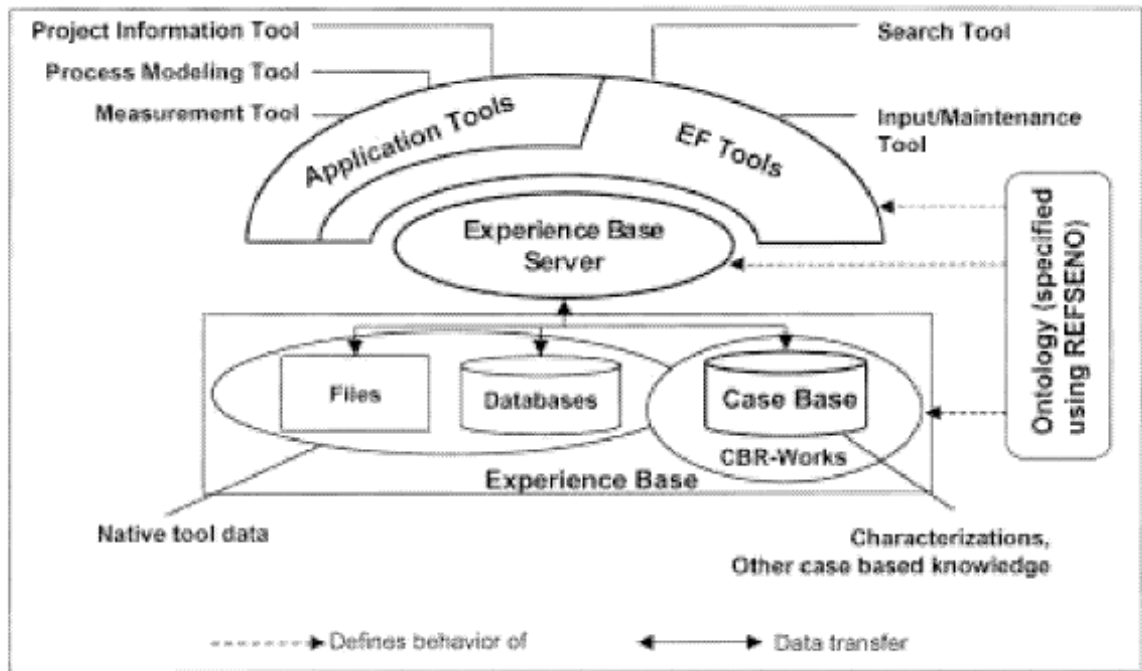 Project Information Tool
Process Modeling Tool
Measurement Tool
Search Tool
Input/Maintenance
Tool
Application Tools
EF Tools
Experience Base
Server
Ontology (specified
using REFSENO)
Files
Databases
Case Base
CBR-Works
Experience Base
Native tool data
Characterizations,
Other case based knowledge
Defines behavior of
Data transfer